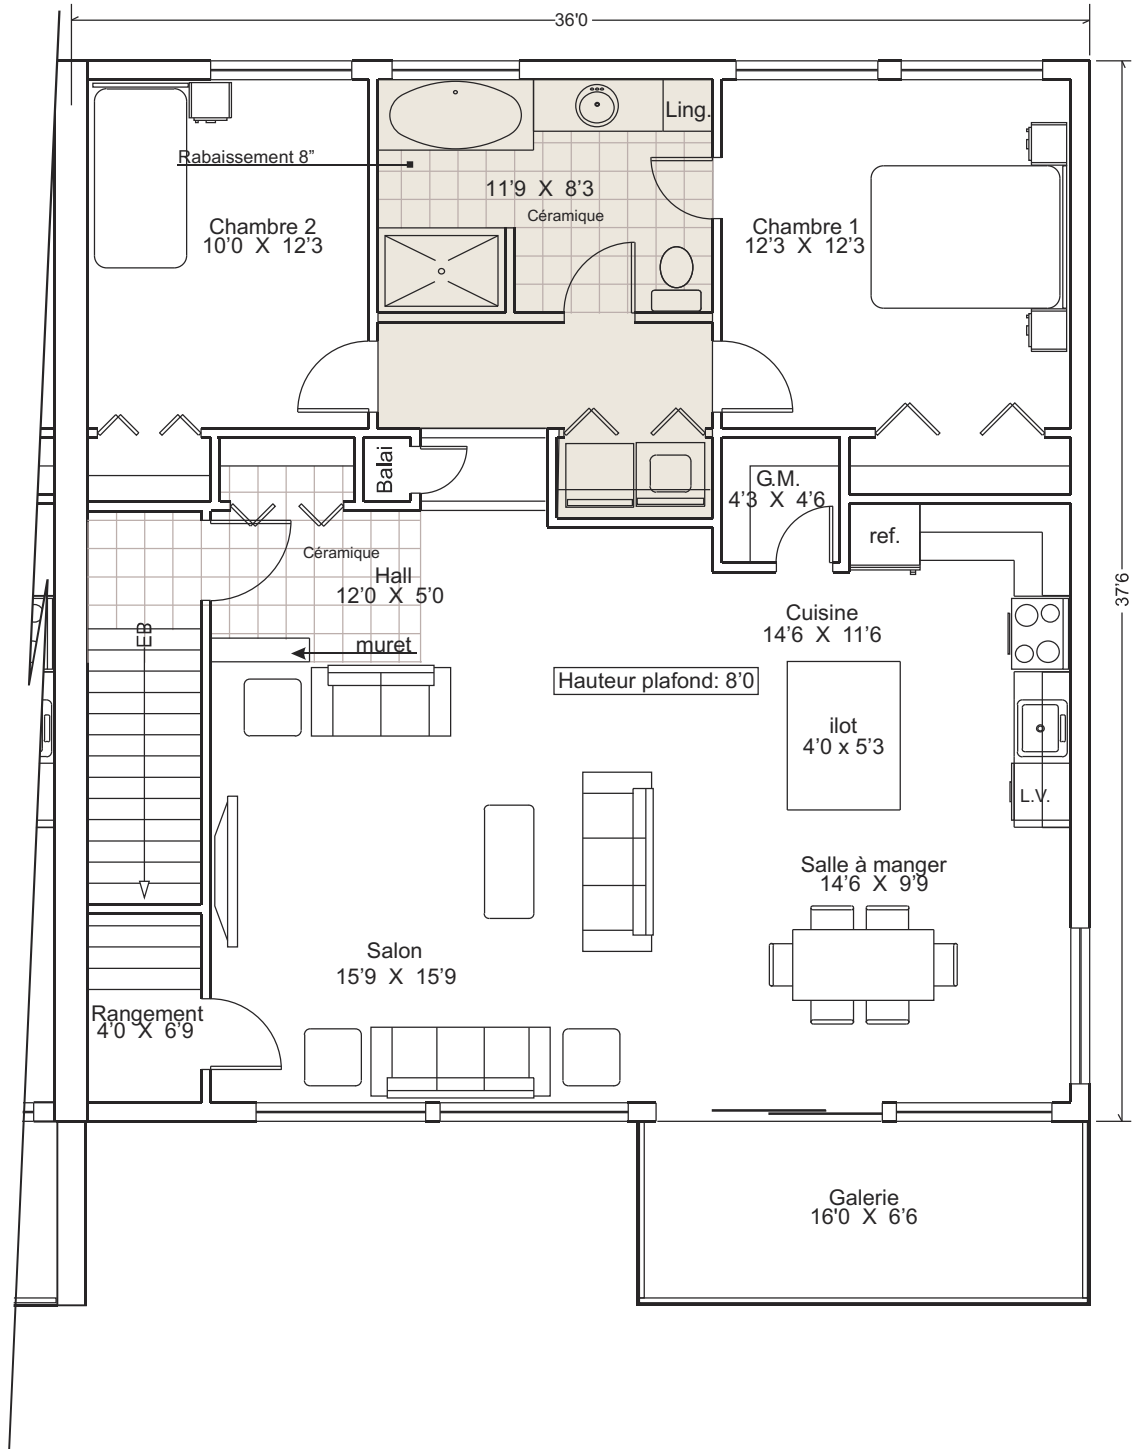 36'0
Ling.
Rabaissement 8”
11’9 X 8’3
Céramique
Chambre 2
10’0 X 12’3
Chambre 1
12’3 X 12’3
Balai
G.M.
4’3 X 4’6
ref.
Céramique
Hall
12’0 X 5’0
37'6
Cuisine
14’6 X 11’6
EB
muret
Hauteur plafond: 8’0
ilot
4’0 x 5’3
L.V.
Salle à manger
14’6 X 9’9
Salon
15’9 X 15’9
Rangement
4’0 X 6’9
Galerie
16'0 X 6’6